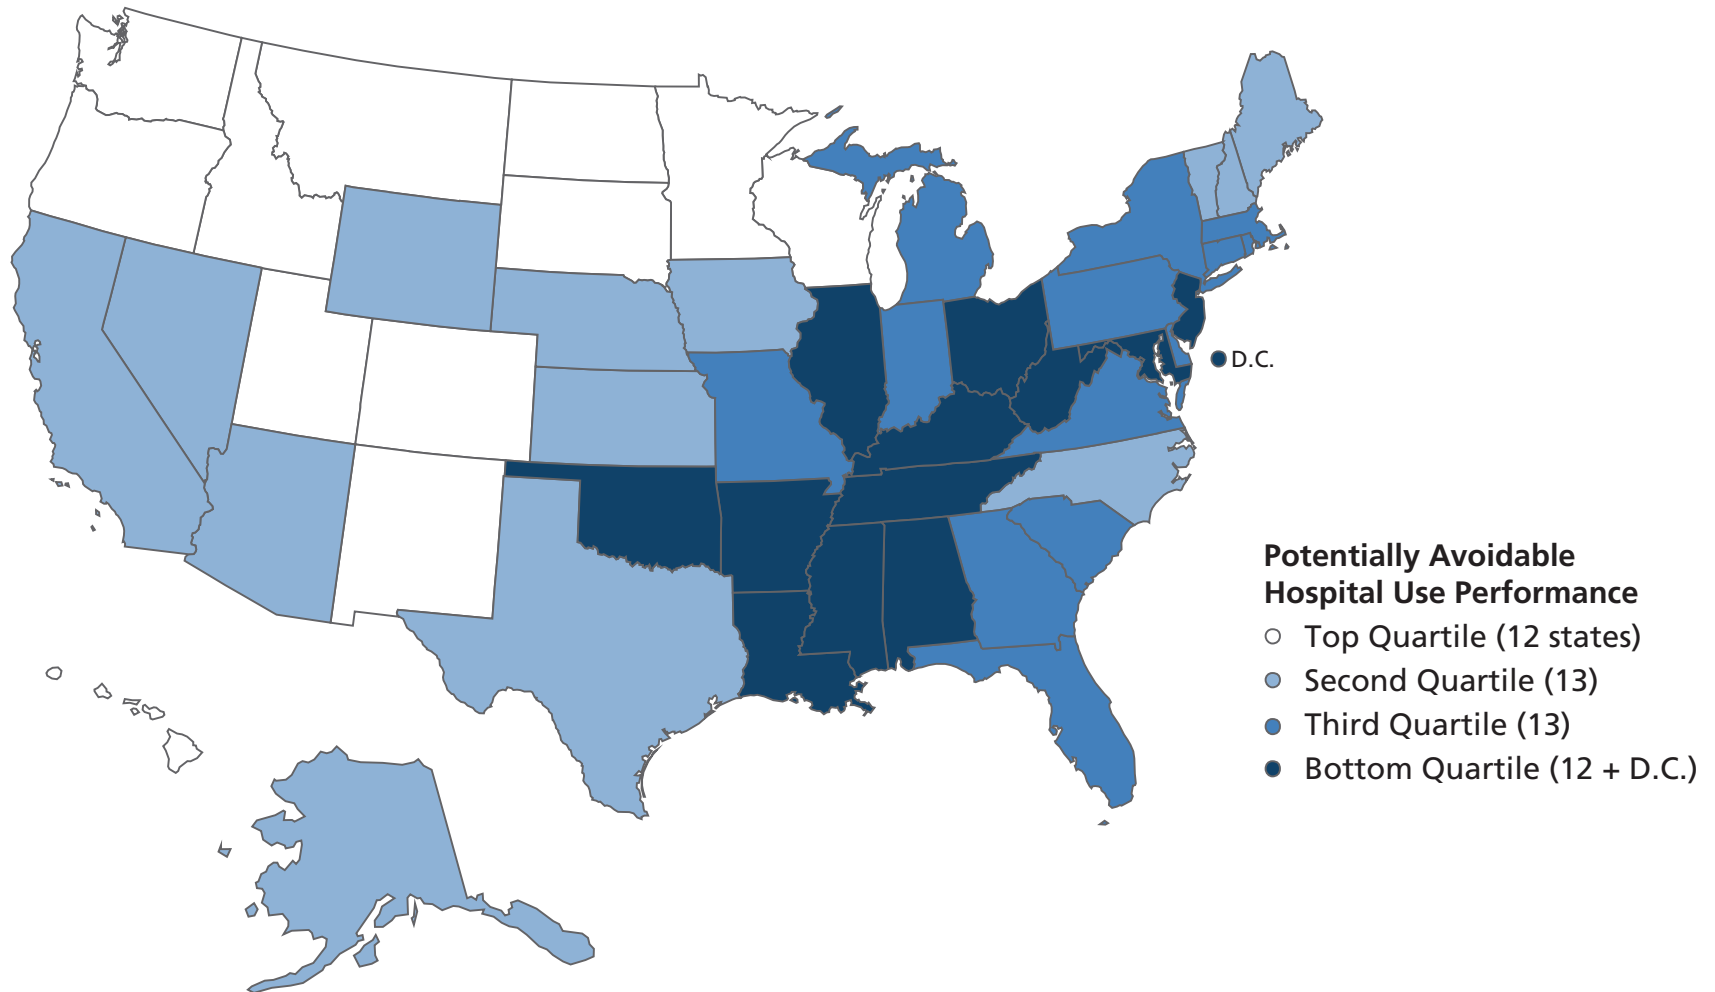 D.C.
Potentially Avoidable
Hospital Use Performance
Top Quartile (12 states)
Second Quartile (13)
Third Quartile (13)
Bottom Quartile (12 + D.C.)